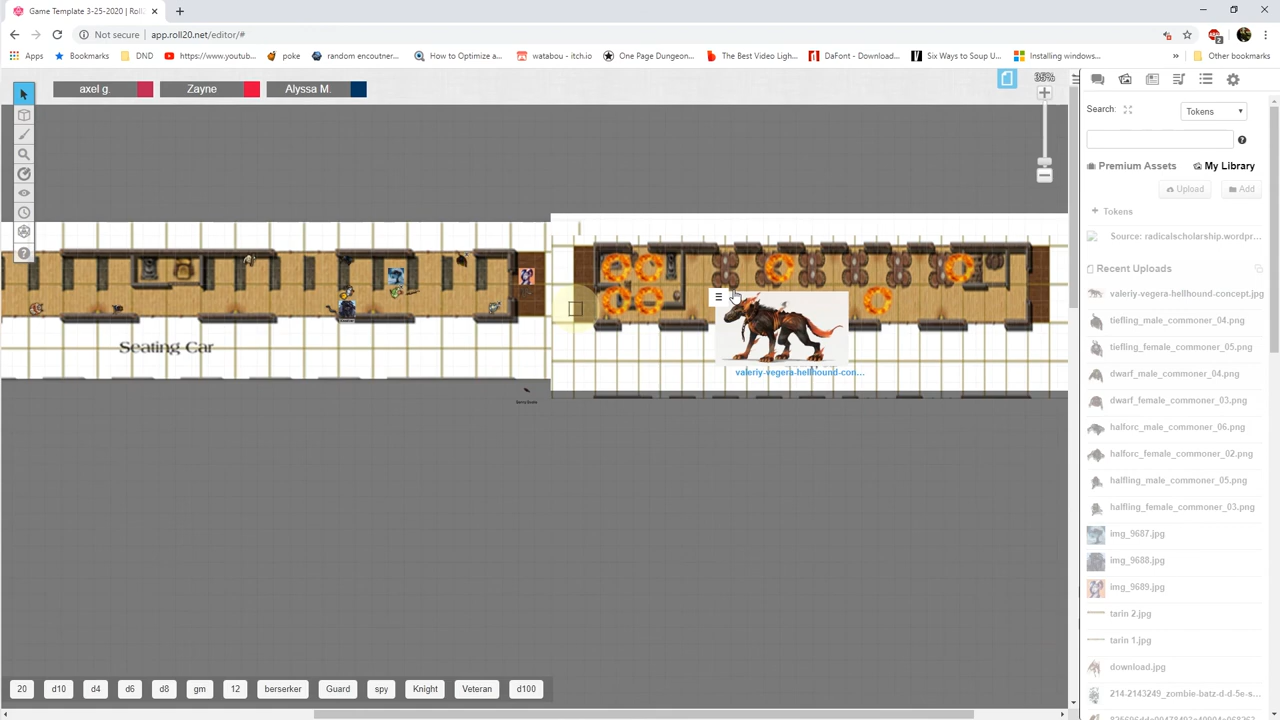 Game Template 3-25-2020 | Roll
Not secure | app.roll20.net/editor/#
Apps Bookmarks DND https://www.youtub... poke random encoutner... How to Optimize a... watabou - itch.io One Page Dungeon... The Best Video Ligh... DaFont - Download... Six Ways to Soup U... Installing windows... » Other bookmarks
axel g. Zayne Alyssa M. 35%
Search: Tokens
Premium Assets My Library
Upload Add
+ Tokens
Source: radicalscholarship.wordpr...
Recent Uploads
valeriy-vegera-hellhound-concept.jpg
tiefling_male_commoner_04.png
tiefling_female_commoner_05.png
dwarf_male_commoner_04.png
dwarf_female_commoner_03.png
halforc_male_commoner_06.png
halforc_female_commoner_02.png
halfling_male_commoner_05.png
halfling_female_commoner_03.png
img_9687.jpg
img_9688.jpg
img_9689.jpg
tarin 2.jpg
tarin 1.jpg
download.jpg
214-2143249_zombie-batz-d-d-5e-s...
Seating Car
valeriy-vegera-hellhound-con...
20 d10 d4 d6 d8 gm 12 berserker Guard spy Knight Veteran d100